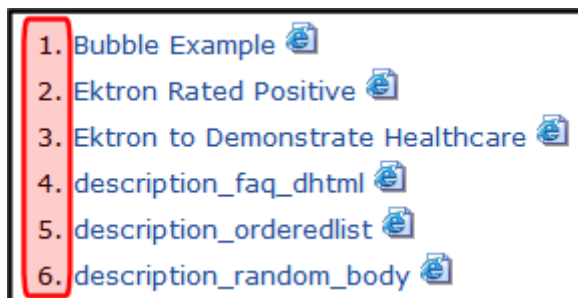 1. Bubble Example
2. Ektron Rated Positive
3. Ektron to Demonstrate Healthcare
4. description_faq_dhtml
5. description_orderedlist
6. description_random_body